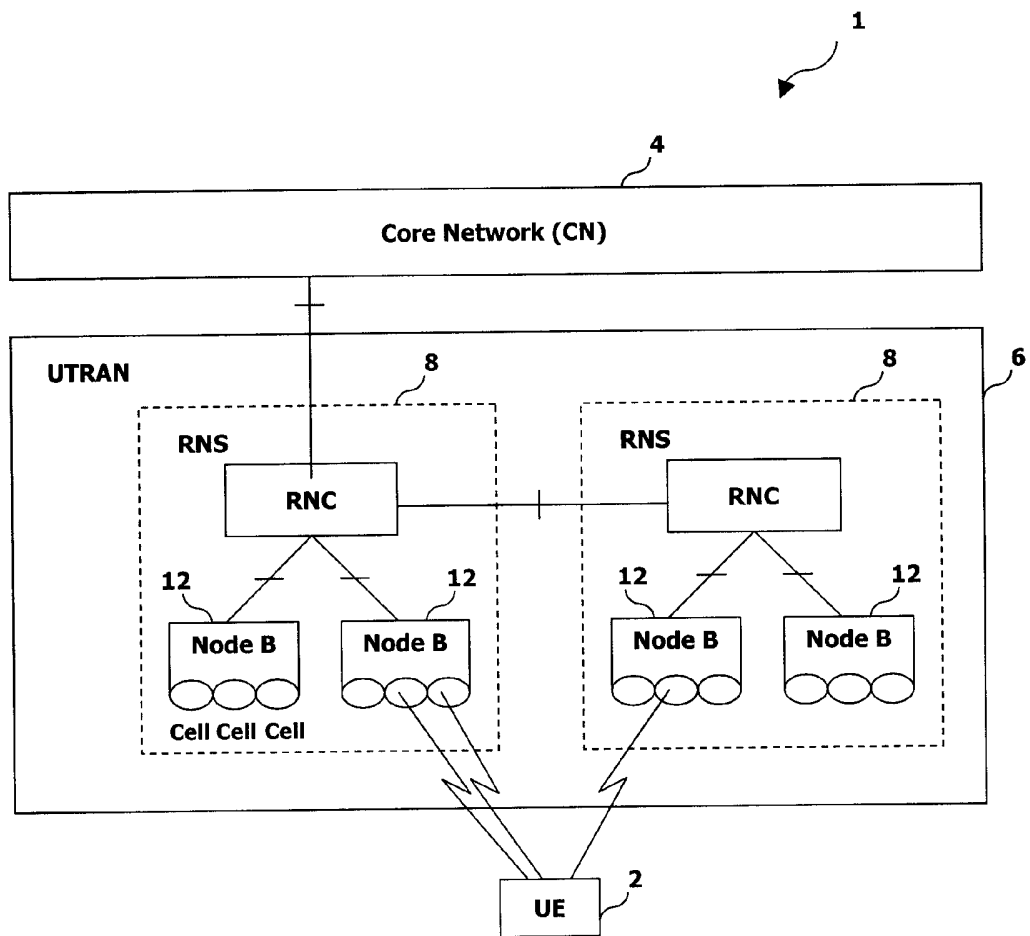 1
4
Core Network (CN)
UTRAN
8
8
6
RNS
RNS
RNC
RNC
12
12
12
12
Node B
Node B
Node B
Node B
Cell Cell Cell
UE
2